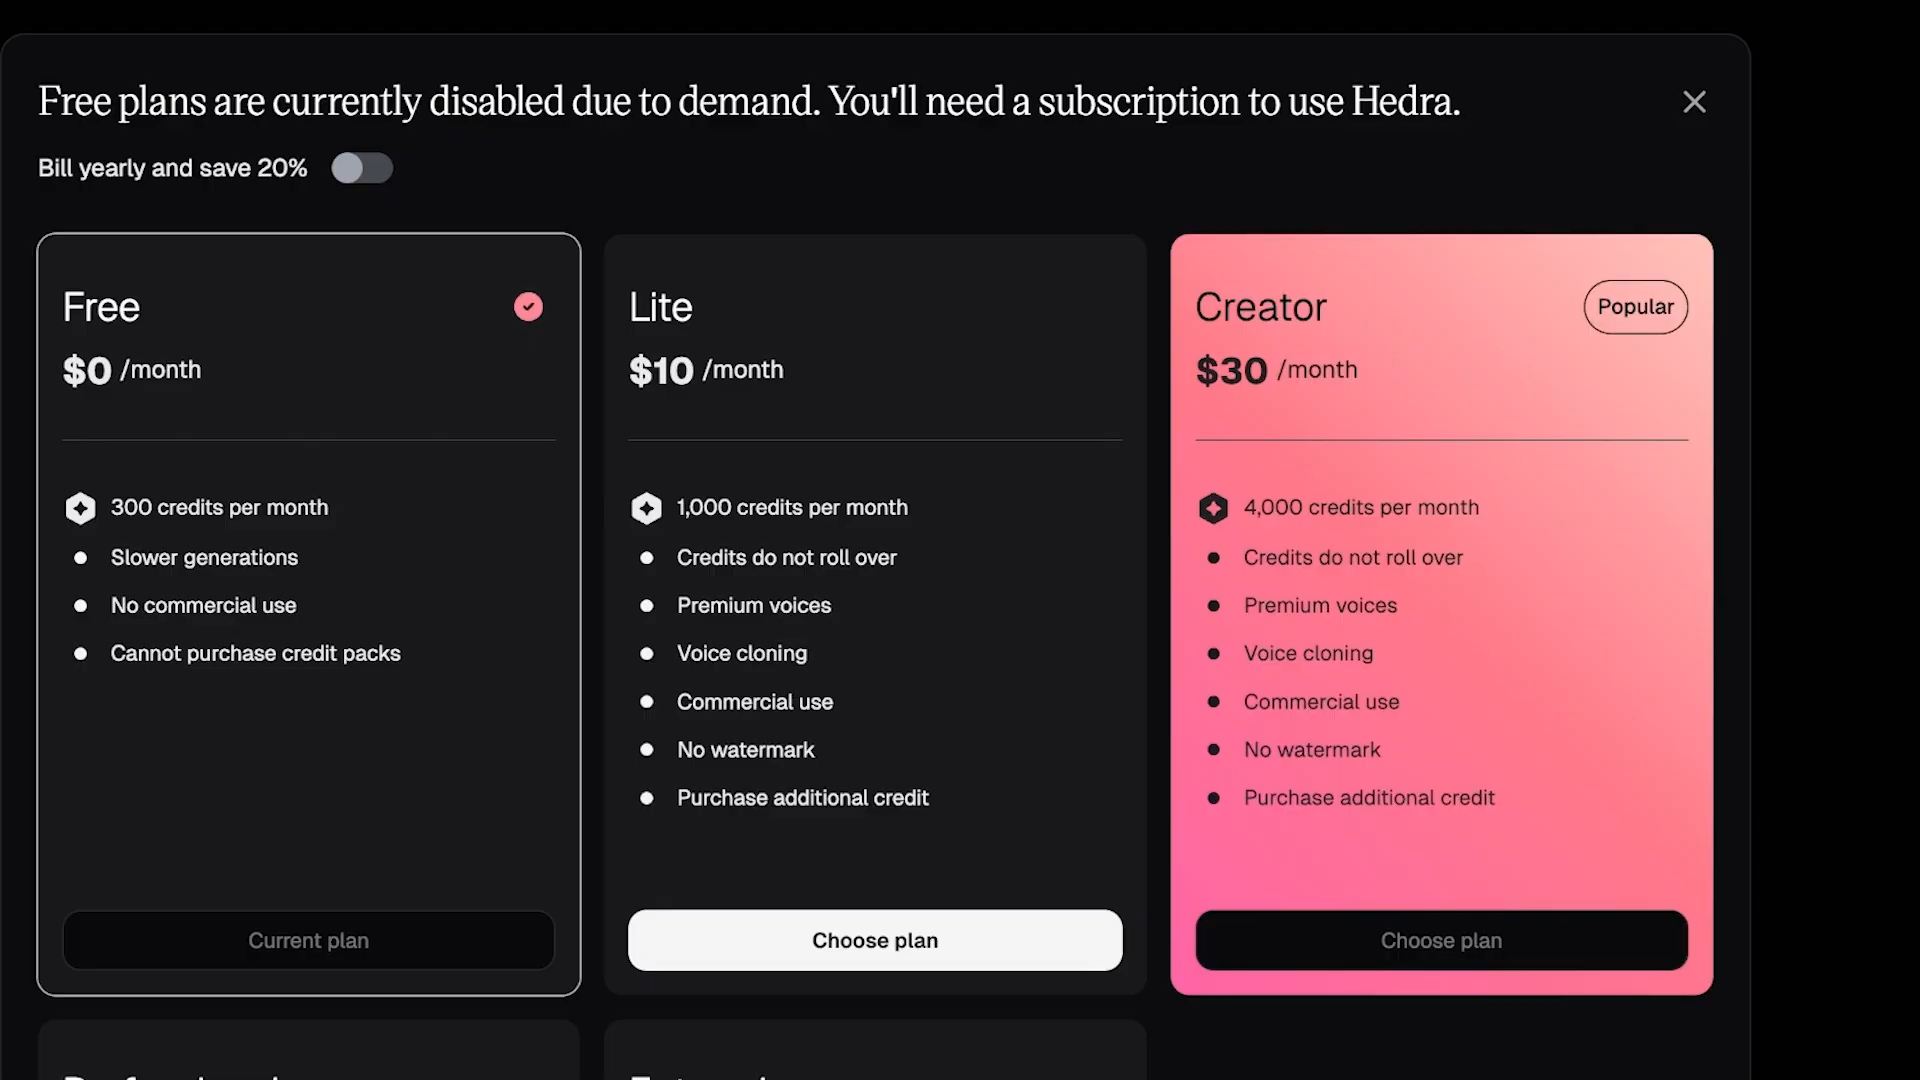 Free plans are currently disabled due to demand. You'll need a subscription to use Hedra.
Bill yearly and save 20%
Free
$0 /month
300 credits per month
Slower generations
No commercial use
Cannot purchase credit packs
Current plan
Lite
$10 /month
1,000 credits per month
Credits do not roll over
Premium voices
Voice cloning
Commercial use
No watermark
Purchase additional credit
Choose plan
Creator
Popular
$30 /month
4,000 credits per month
Credits do not roll over
Premium voices
Voice cloning
Commercial use
No watermark
Purchase additional credit
Choose plan